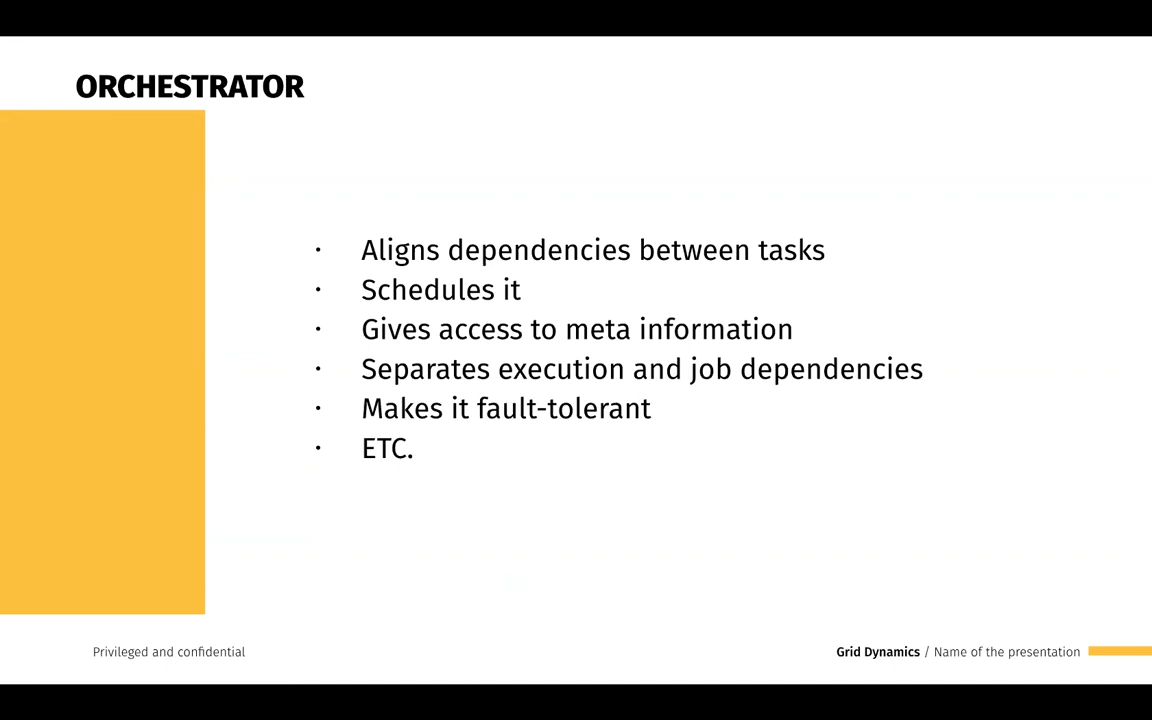 ORCHESTRATOR
· Aligns dependencies between tasks
· Schedules it
· Gives access to meta information
· Separates execution and job dependencies
· Makes it fault-tolerant
· ETC.
Privileged and confidential
Grid Dynamics / Name of the presentation